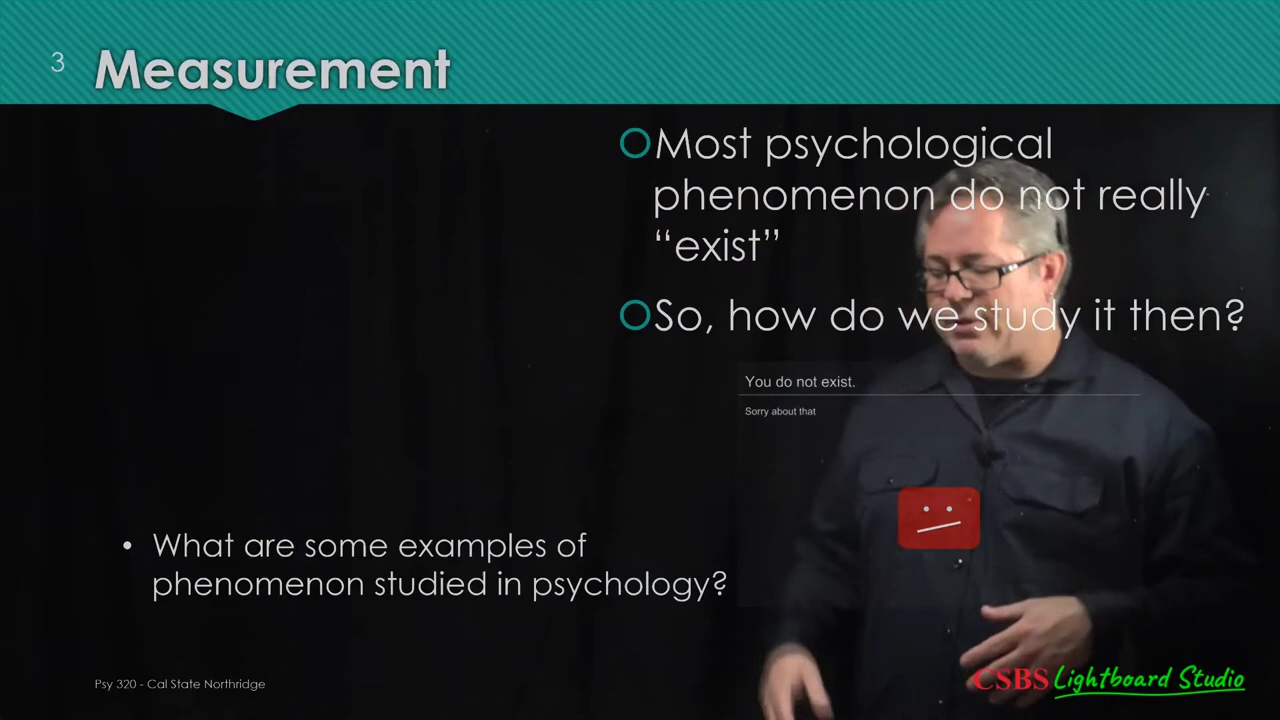 3
Measurement
Most psychological
phenomenon do not really
“exist”
So, how do we study it then?
You do not exist.
Sorry about that
• What are some examples of
phenomenon studied in psychology?
Psy 320 - Cal State Northridge
CSBS Lightboard Studio